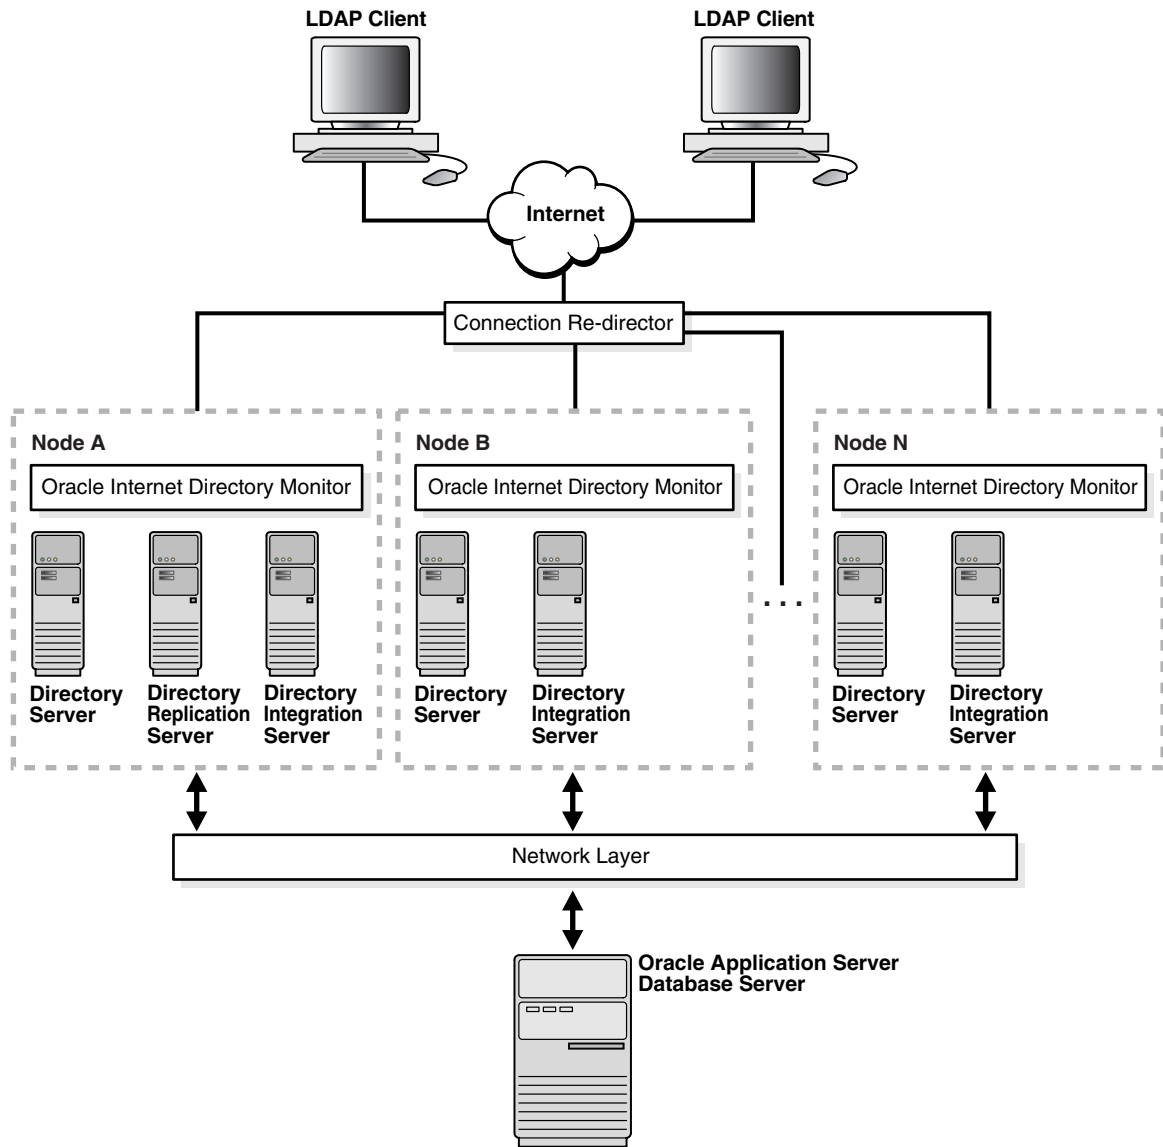 LDAP Client
LDAP Client
Internet
Connection Re-director
Node A
Oracle Internet Directory Monitor
Directory
Server
Directory
Replication
Server
Directory
Integration
Server
Node B
Oracle Internet Directory Monitor
Directory
Server
Directory
Integration
Server
. . .
Node N
Oracle Internet Directory Monitor
Directory
Server
Directory
Integration
Server
Network Layer
Oracle Application Server
Database Server